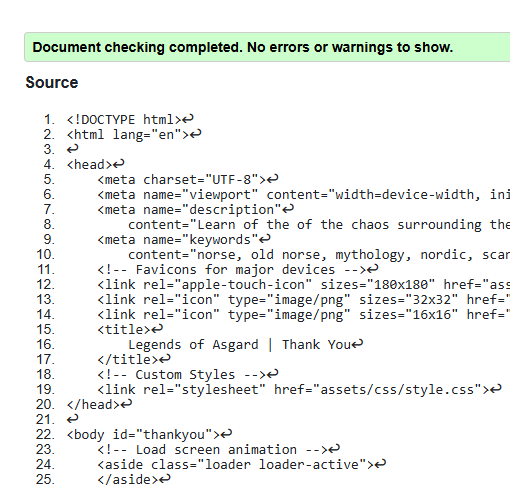 Document checking completed. No errors or warnings to show.
Source
1. <!DOCTYPE html>↩
2. <html lang="en">↩
3. ↩
4. <head>↩
5. <meta charset="UTF-8">↩
6. <meta name="viewport" content="width=device-width, ini
7. <meta name="description"↩
8. content="Learn of the of the chaos surrounding the
9. <meta name="keywords"↩
10. content="norse, old norse, mythology, nordic, scan
11. <!-- Favicons for major devices -->↩
12. <link rel="apple-touch-icon" sizes="180x180" href="ass
13. <link rel="icon" type="image/png" sizes="32x32" href="
14. <link rel="icon" type="image/png" sizes="16x16" href="
15. <title>↩
16. Legends of Asgard | Thank You↩
17. </title>↩
18. <!-- Custom Styles -->↩
19. <link rel="stylesheet" href="assets/css/style.css">↩
20. </head>↩
21. ↩
22. <body id="thankyou">↩
23. <!-- Load screen animation -->↩
24. <aside class="loader loader-active">↩
25. </aside>↩